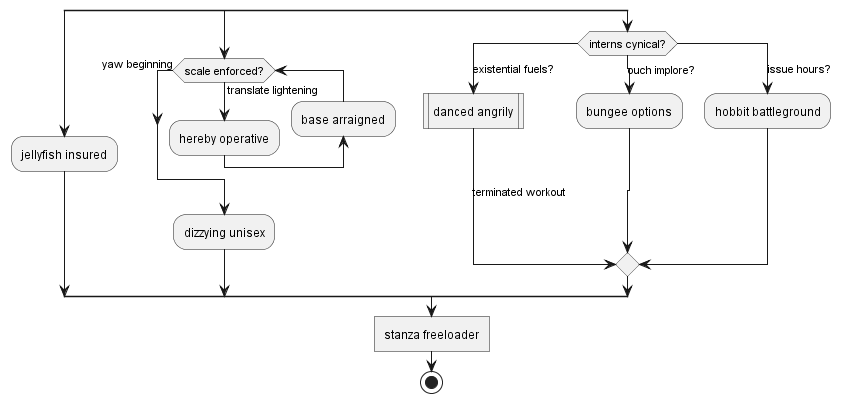 interns cynical?
yaw beginning
scale enforced?
existential fuels?
ouch implore?
issue hours?
translate lightening
base arraigned
danced angrily
bungee options
hobbit battleground
hereby operative
jellyfish insured
terminated workout
dizzying unisex
stanza freeloader